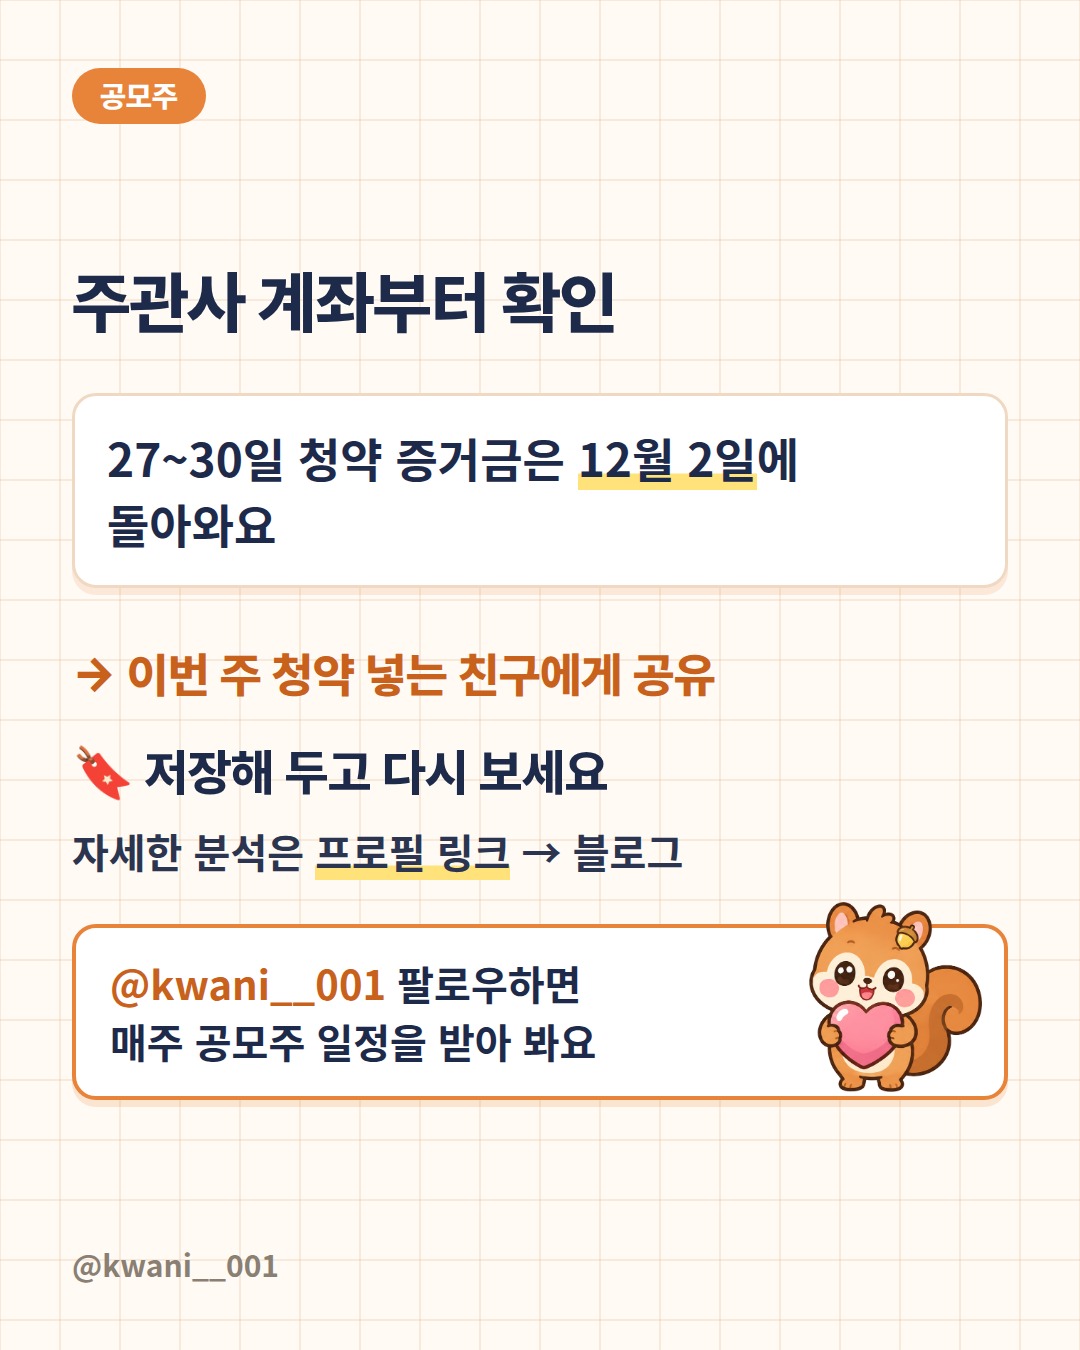 공모주
주관사 계좌부터 확인
27~30일 청약 증거금은 12월 2일에
돌아와요
→ 이번 주 청약 넣는 친구에게 공유
🔖 저장해 두고 다시 보세요
자세한 분석은 프로필 링크 → 블로그
@kwani__001 팔로우하면
매주 공모주 일정을 받아 봐요
@kwani__001